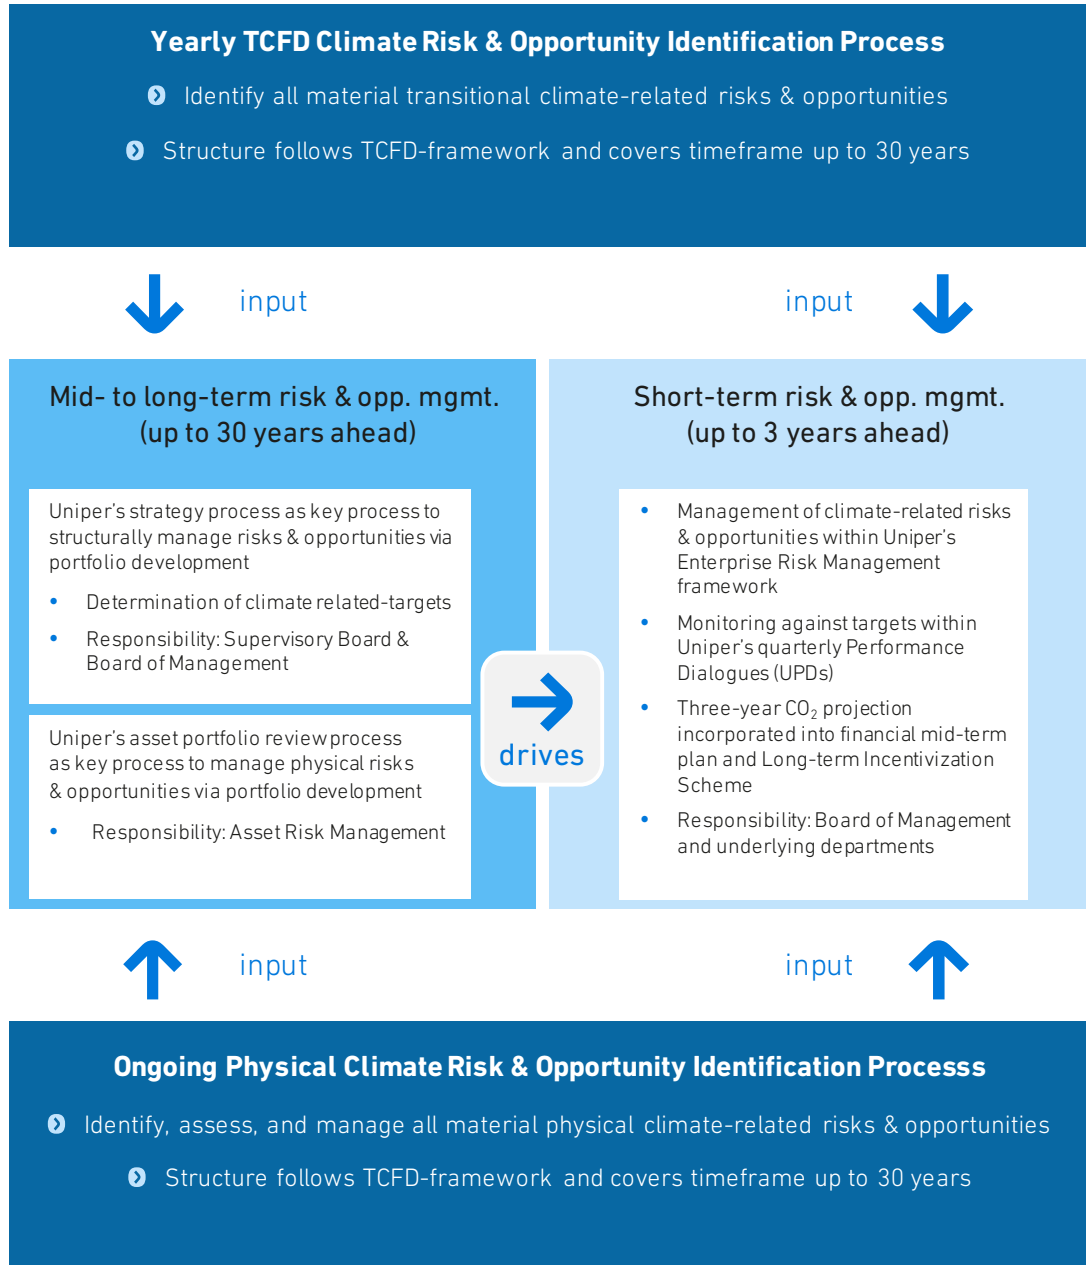 Yearly TCFD Climate Risk & Opportunity Identification Process
Identify all material transitional climate-related risks & opportunities
Structure follows TCFD-framework and covers timeframe up to 30 years
input
input
Mid- to long-term risk & opp. mgmt.
(up to 30 years ahead)
Uniper's strategy process as key process to
structurally manage risks & opportunities via
portfolio development
• Determination of climate related-targets
• Responsibility: Supervisory Board &
Board of Management
Uniper's asset portfolio review process
as key process to manage physical risks
& opportunities via portfolio development
• Responsibility: Asset Risk Management
drives
Short-term risk & opp. mgmt.
(up to 3 years ahead)
• Management of climate-related risks
& opportunities within Uniper's
Enterprise Risk Management
framework
• Monitoring against targets within
Uniper's quarterly Performance
Dialogues (UPDs)
• Three-year CO₂ projection
incorporated into financial mid-term
plan and Long-term Incentivization
Scheme
• Responsibility: Board of Management
and underlying departments
input
input
Ongoing Physical Climate Risk & Opportunity Identification Processs
Identify, assess, and manage all material physical climate-related risks & opportunities
Structure follows TCFD-framework and covers timeframe up to 30 years